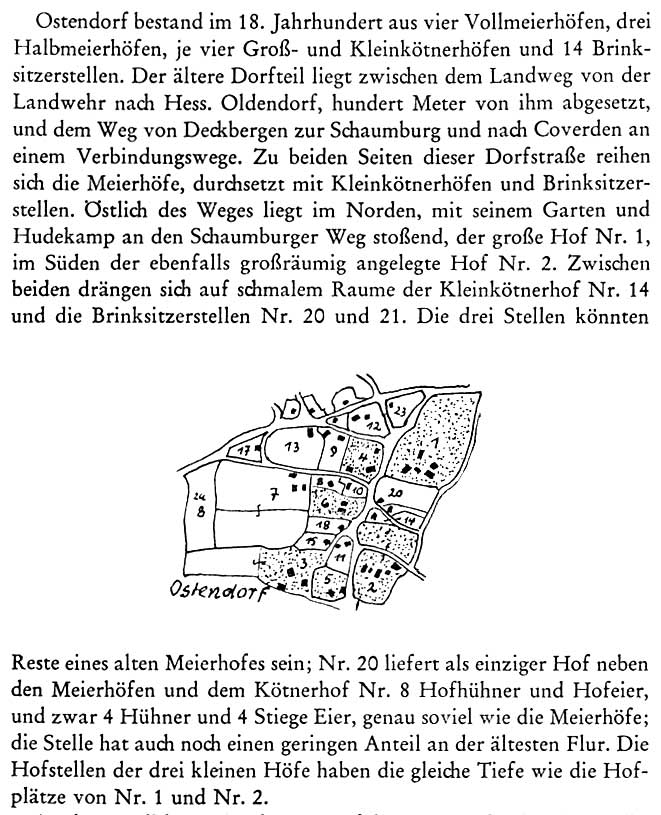 Ostendorf bestand im 18. Jahrhundert aus vier Vollmeierhöfen, drei
Halbmeierhöfen, je vier Groß- und Kleinkötnerhöfen und 14 Brink-
sitzerstellen. Der ältere Dorfteil liegt zwischen dem Landweg von der
Landwehr nach Hess. Oldendorf, hundert Meter von ihm abgesetzt,
und dem Weg von Deckbergen zur Schaumburg und nach Coverden an
einem Verbindungswege. Zu beiden Seiten dieser Dorfstraße reihen
sich die Meierhöfe, durchsetzt mit Kleinkötnerhöfen und Brinksitzer-
stellen. Östlich des Weges liegt im Norden, mit seinem Garten und
Hudekamp an den Schaumburger Weg stoßend, der große Hof Nr. 1,
im Süden der ebenfalls großräumig angelegte Hof Nr. 2. Zwischen
beiden drängen sich auf schmalem Raume der Kleinkötnerhof Nr. 14
und die Brinksitzerstellen Nr. 20 und 21. Die drei Stellen könnten
23
12
1
17
13
9
4
zu
8
7
8
10
20
6
14
18
15
11
3
5
2
Ostendorf
Reste eines alten Meierhofes sein; Nr. 20 liefert als einziger Hof neben
den Meierhöfen und dem Kötnerhof Nr. 8 Hofhühner und Hofeier,
und zwar 4 Hühner und 4 Stiege Eier, genau soviel wie die Meierhöfe;
die Stelle hat auch noch einen geringen Anteil an der ältesten Flur. Die
Hofstellen der drei kleinen Höfe haben die gleiche Tiefe wie die Hof-
plätze von Nr. 1 und Nr. 2.